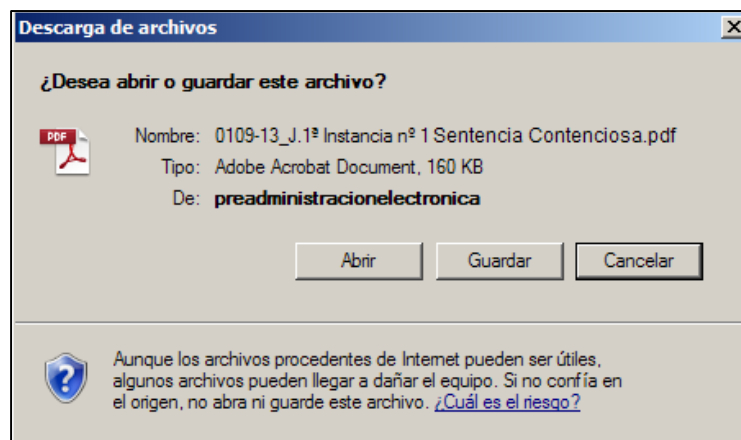 Descarga de archivos
¿Desea abrir o guardar este archivo?
PDF
Nombre: 0109-13_J.1ª Instancia nº 1 Sentencia Contenciosa.pdf
Tipo: Adobe Acrobat Document, 160 KB
De: preadministracionelectronica
Abrir Guardar Cancelar
Aunque los archivos procedentes de Internet pueden ser útiles,
algunos archivos pueden llegar a dañar el equipo. Si no confía en
el origen, no abra ni guarde este archivo. ¿Cuál es el riesgo?